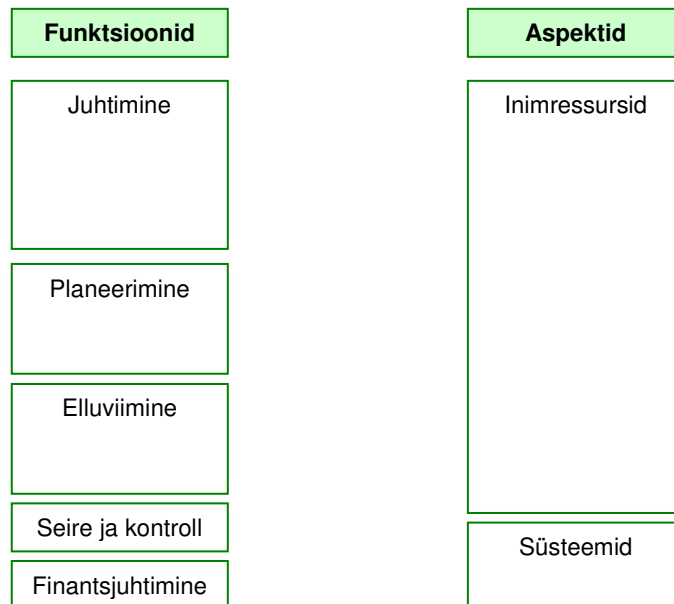 Funktsioonid
Juhtimine
Planeerimine
Elluviimine
Seire ja kontroll
Finantsjuhtimine
Aspektid
Inimressursid
Süsteemid